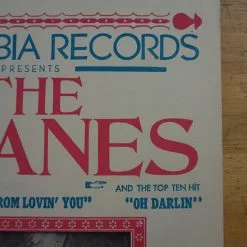 BIA RECORDS
PRESENTS
THE
ANES
AND THE TOP TEN HIT
FROM LOVIN' YOU" "OH DARLIN'"